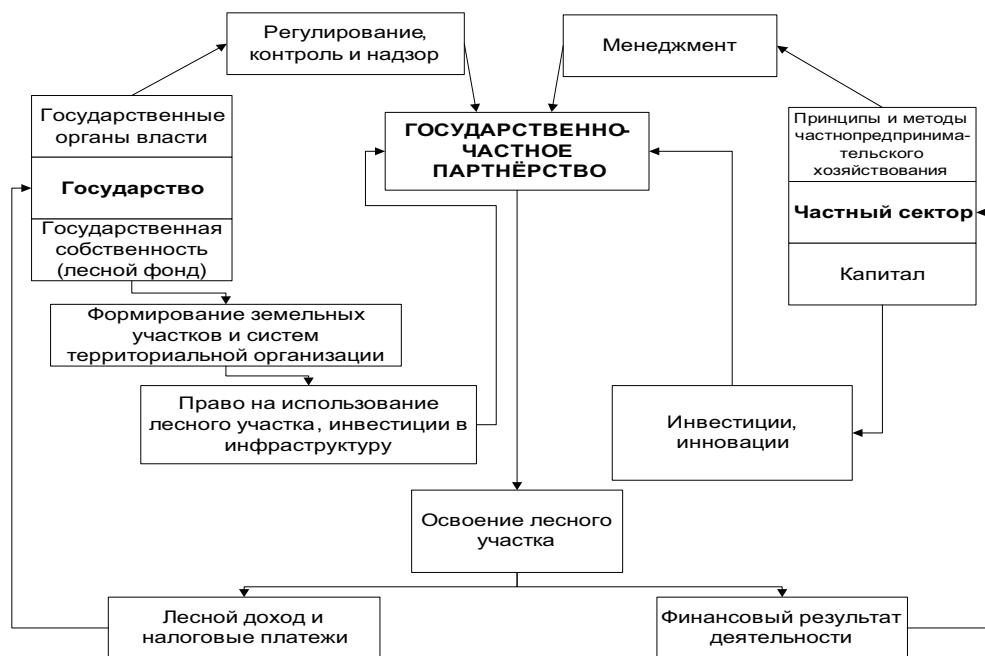 Регулирование,
контроль и надзор
Менеджмент
Государственные
органы власти
Государство
Государственная
собственность
(лесной фонд)
ГОСУДАРСТВЕННО-
ЧАСТНОЕ
ПАРТНЁРСТВО
Принципы и методы
частнопредпринима-
тельского
хозяйствования
Частный сектор
Капитал
Формирование земельных
участков и систем
территориальной организации
Право на использование
лесного участка, инвестиции в
инфраструктуру
Инвестиции,
инновации
Освоение лесного
участка
Лесной доход и
налоговые платежи
Финансовый результат
деятельности